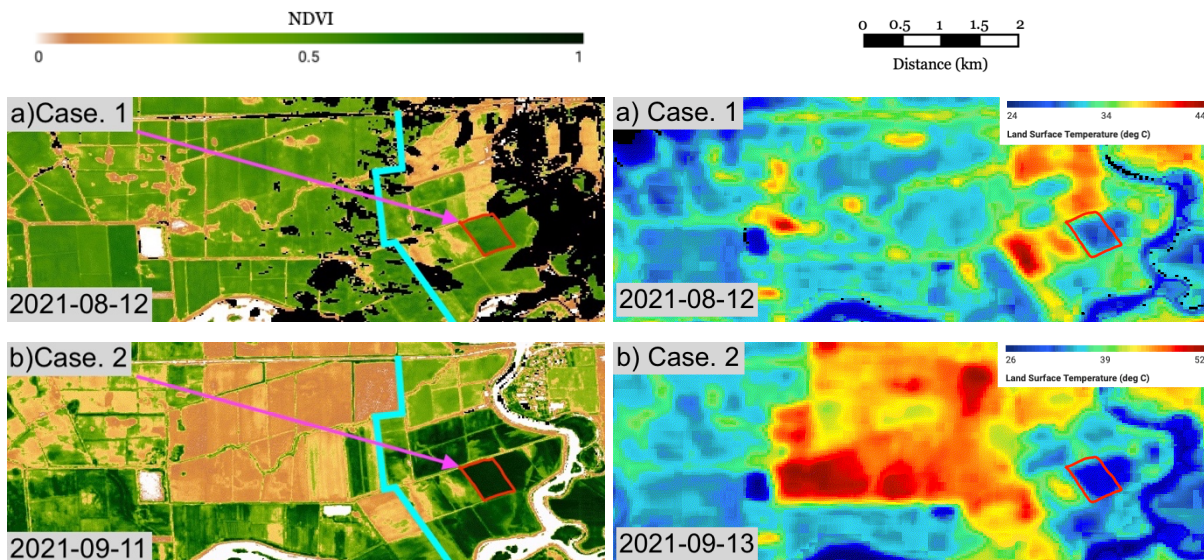 NDVI
0 0.5 1
0 0.5 1 1.5 2
Distance (km)
a)Case. 1
2021-08-12
a) Case. 1
24 34 44
Land Surface Temperature (deg C)
2021-08-12
b)Case. 2
2021-09-11
b) Case. 2
26 39 52
Land Surface Temperature (deg C)
2021-09-13